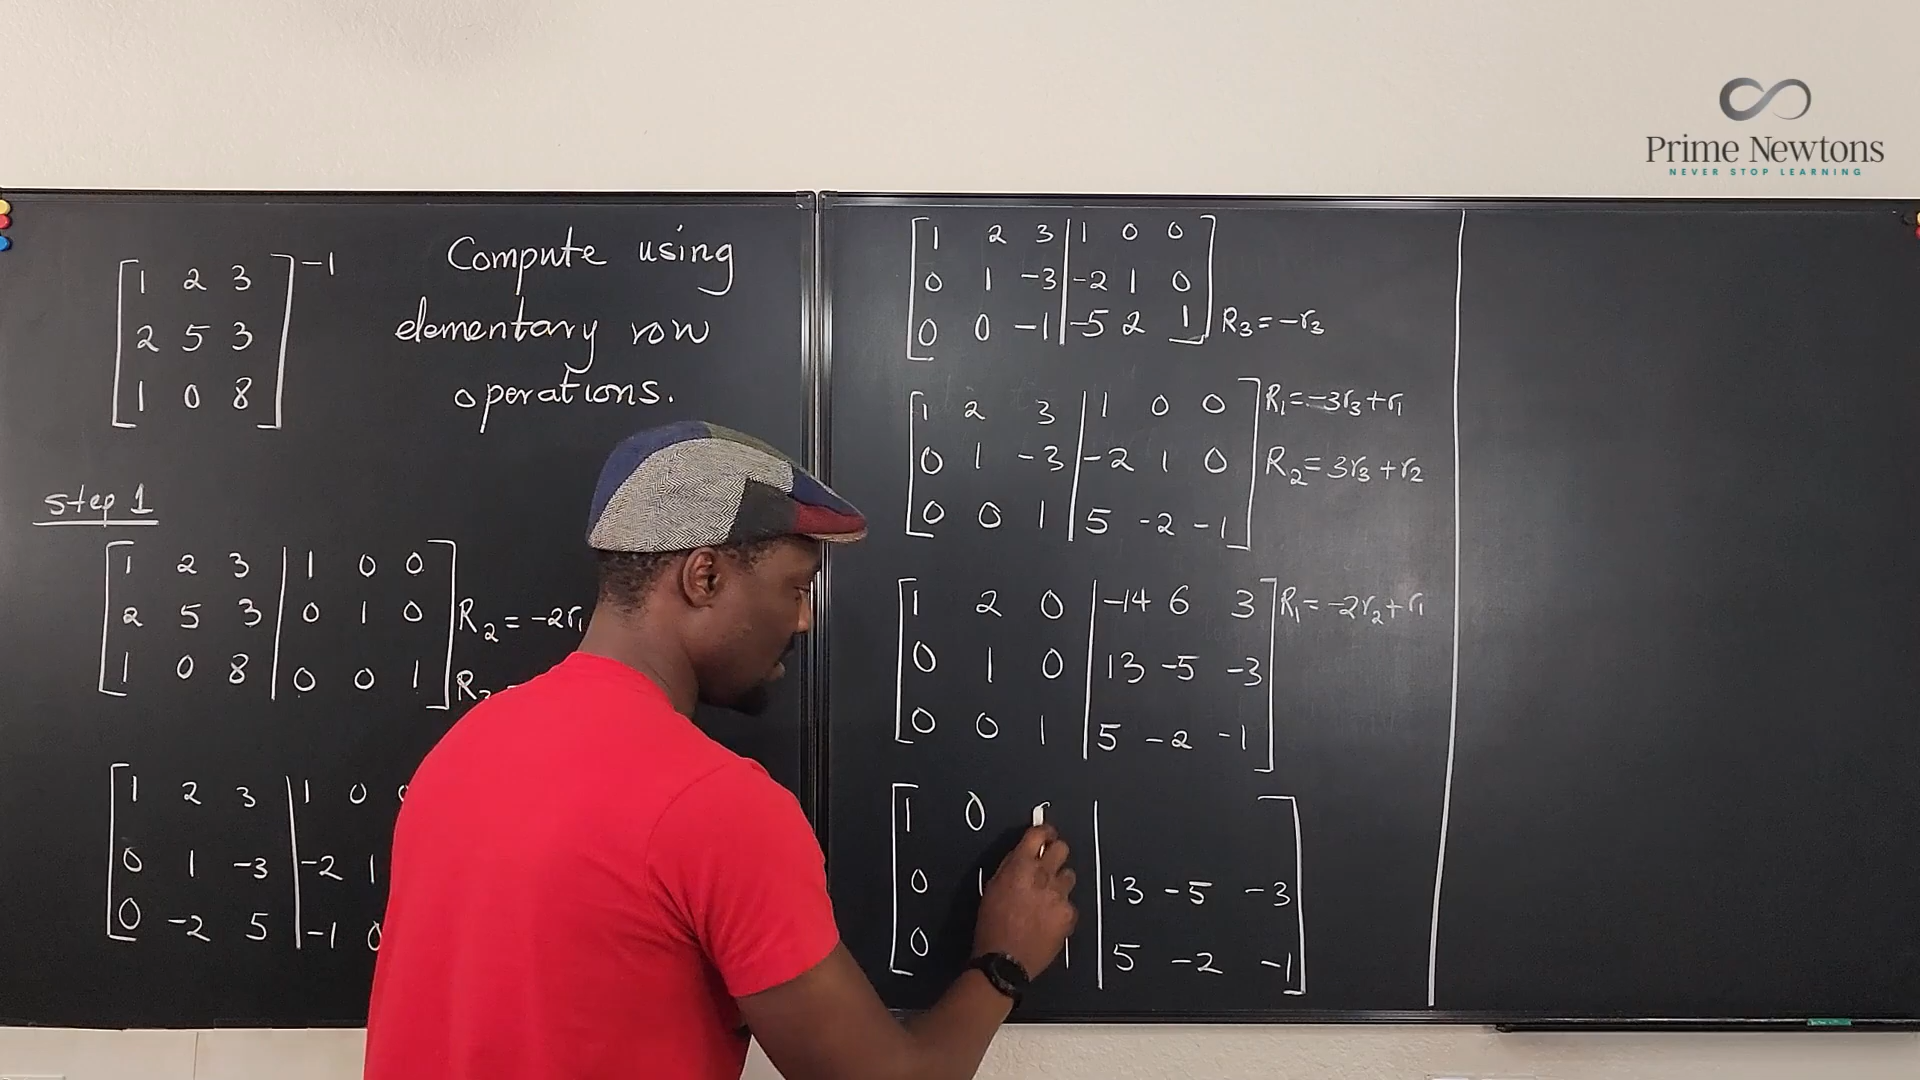 Prime Newtons
NEVER STOP LEARNING
1 2 3 -1
2 5 3
1 0 8
Compute using
elementary row
operations.
step 1
1 2 3 | 1 0 0
2 5 3 | 0 1 0 R₂ = -2r₁
1 0 8 | 0 0 1
1 2 3 | 1 0
0 1 -3 | -2 1
0 -2 5 | -1 0
1 2 3 | 1 0 0
0 1 -3 | -2 1 0
0 0 -1 | -5 2 1 R₃ = -r₃
1 2 3 | 1 0 0 R₁ = -3r₃ + r₁
0 1 -3 | -2 1 0 R₂ = 3r₃ + r₂
0 0 1 | 5 -2 -1
1 2 0 | -14 6 3 R₁ = -2r₂ + r₁
0 1 0 | 13 -5 -3
0 0 1 | 5 -2 -1
1 0
0 1 | 13 -5 -3
0 1 | 5 -2 -1